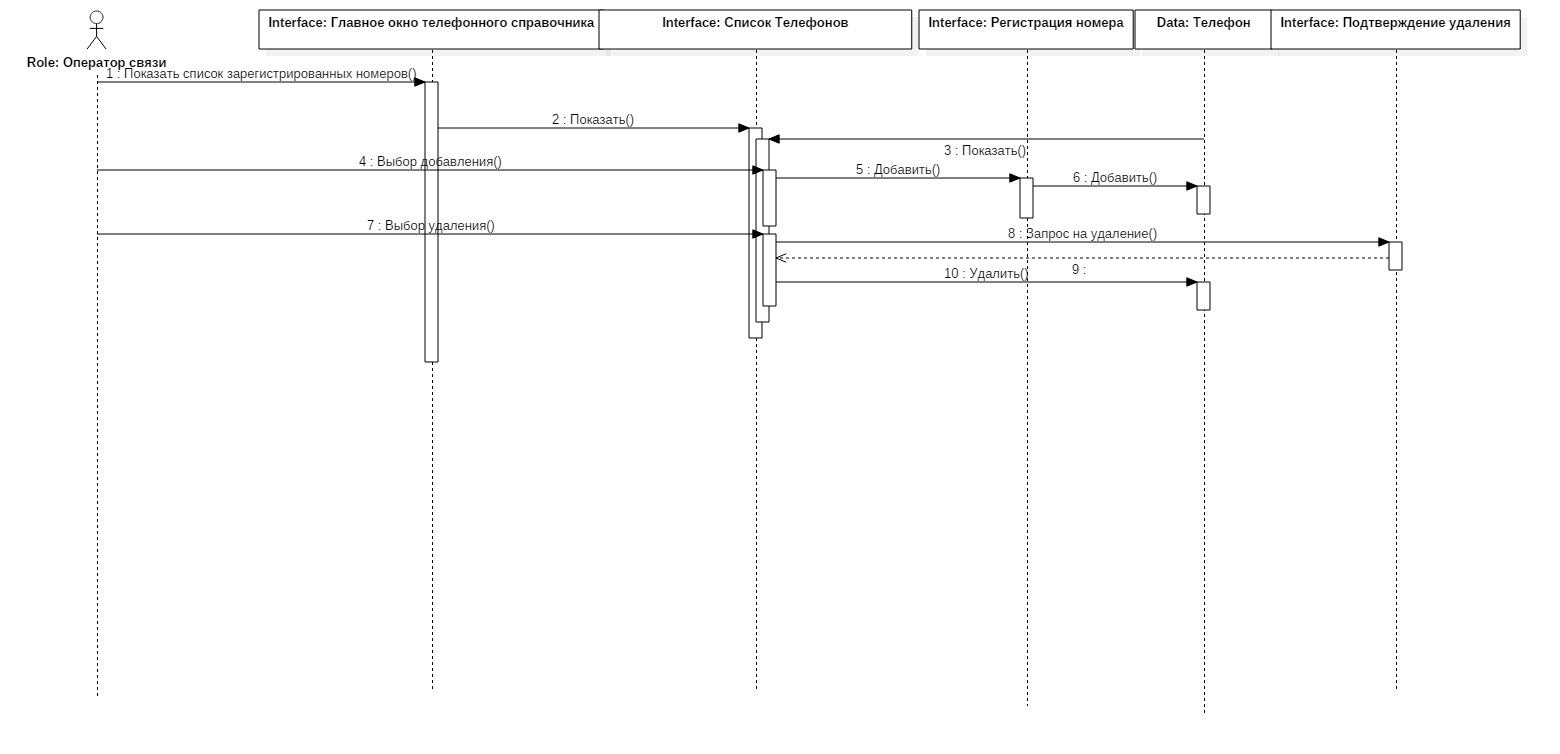 Role: Оператор связи
Interface: Главное окно телефонного справочника
Interface: Список Телефонов
Interface: Регистрация номера
Data: Телефон
Interface: Подтверждение удаления
1 : Показать список зарегистрированных номеров()
2 : Показать()
3 : Показать()
4 : Выбор добавления()
5 : Добавить()
6 : Добавить()
7 : Выбор удаления()
8 : Запрос на удаление()
9 :
10 : Удалить()